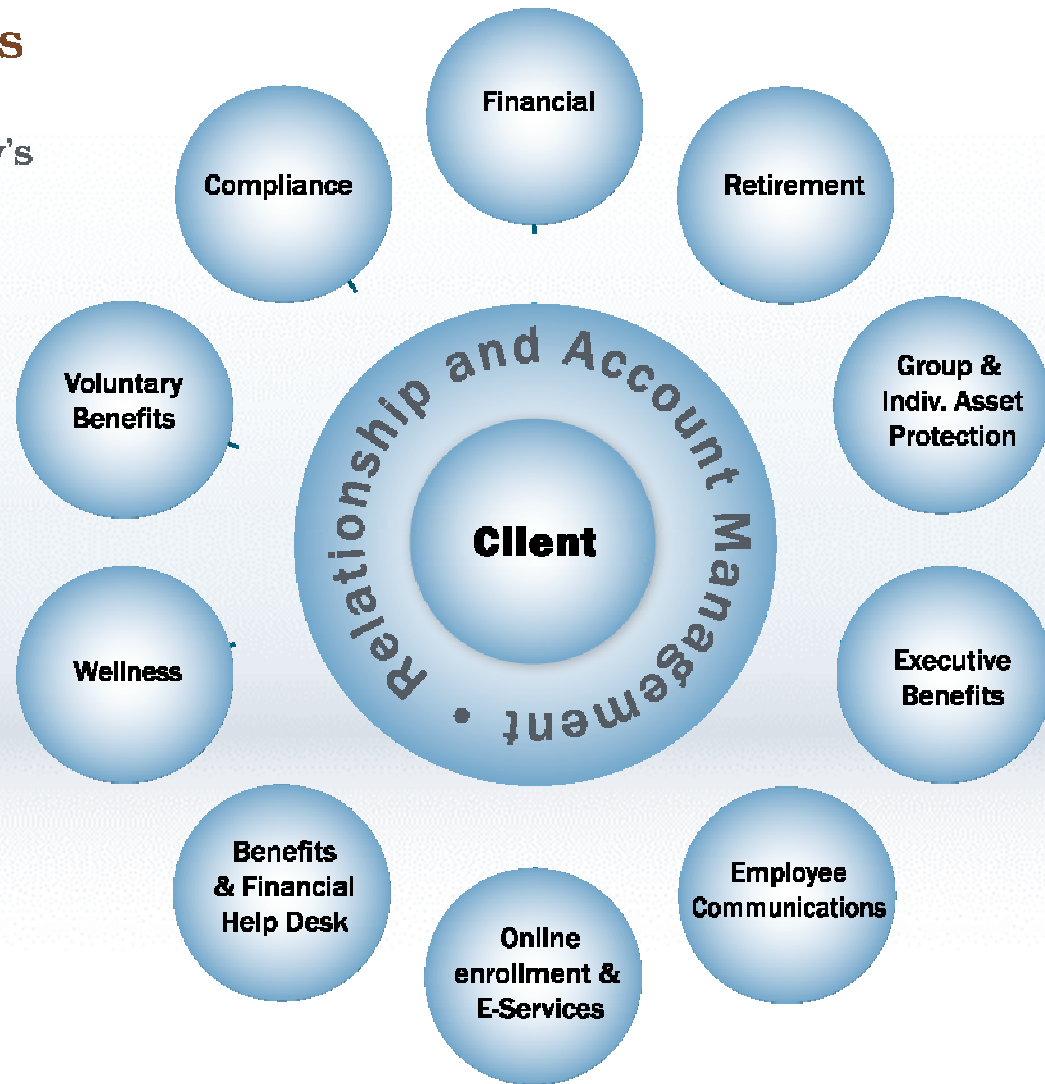 s
y's
Financial
Compliance
Retirement
Voluntary
Benefits
Group &
Indiv. Asset
Protection
Relationship and Account Management •
Client
Wellness
Executive
Benefits
Benefits
& Financial
Help Desk
Employee
Communications
Online
enrollment &
E-Services